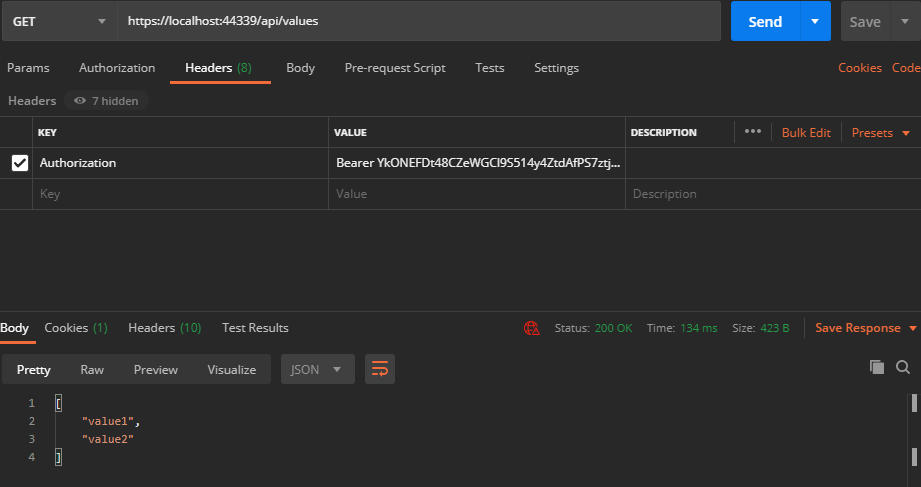 GET https://localhost:44339/api/values Send Save
Params Authorization Headers (8) Body Pre-request Script Tests Settings Cookies Code
Headers 7 hidden
KEY VALUE DESCRIPTION ••• Bulk Edit Presets
Authorization Bearer YkONEFDt48CZeWGCI9S514y4ZtdAfPS7ztj...
Key Value Description
Body Cookies (1) Headers (10) Test Results Status: 200 OK Time: 134 ms Size: 423 B Save Response
Pretty Raw Preview Visualize JSON
1 [
2 "value1",
3 "value2"
4 ]